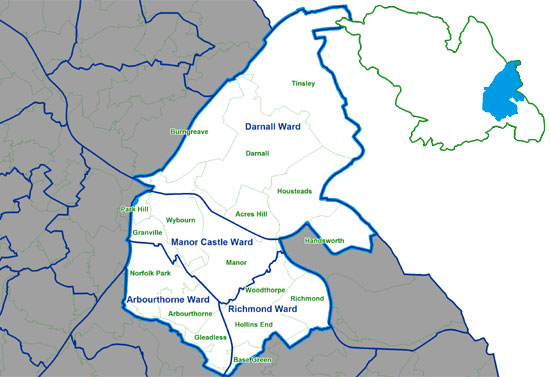 Tinsley
Burngreave
Darnall Ward
Darnall
Housteads
Park Hill
Wybourn
Acres Hill
Granville
Manor Castle Ward
Handsworth
Manor
Norfolk Park
Woodthorpe
Arbourthorne Ward
Richmond
Richmond Ward
Arbourthorne
Hollins End
Gleadless
Base Green